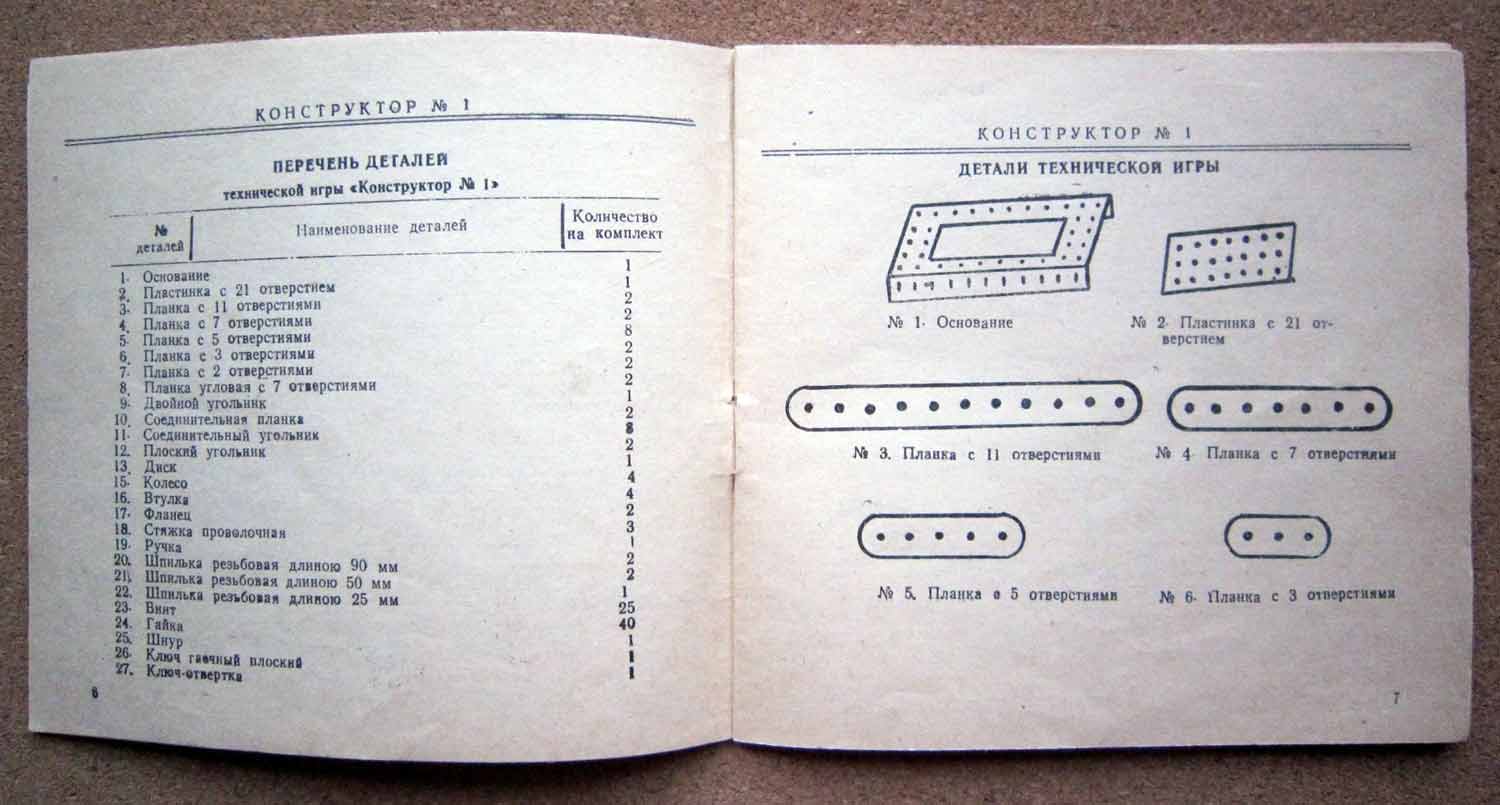 КОНСТРУКТОР № 1
ПЕРЕЧЕНЬ ДЕТАЛЕЙ
технической игры «Конструктор № 1»
№ деталей Наименование деталей Количество на комплект
1. Основание 1
2. Пластинка с 21 отверстием 1
3. Планка с 11 отверстиями 2
4. Планка с 7 отверстиями 2
5. Планка с 5 отверстиями 8
6. Планка с 3 отверстиями 2
7. Планка с 2 отверстиями 2
8. Планка угловая с 7 отверстиями 2
9. Двойной угольник 1
10. Соединительная планка 2
11. Соединительный угольник 8
12. Плоский угольник 2
13. Диск 1
15. Колесо 4
16. Втулка 4
17. Фланец 2
18. Стяжка проволочная 3
19. Ручка 1
20. Шпилька резьбовая длиною 90 мм 2
21. Шпилька резьбовая длиною 50 мм 2
22. Шпилька резьбовая длиною 25 мм 1
23. Винт 25
24. Гайка 40
25. Шнур 1
26. Ключ гаечный плоский 1
27. Ключ-отвертка 1
6
КОНСТРУКТОР № 1
ДЕТАЛИ ТЕХНИЧЕСКОЙ ИГРЫ
№ 1. Основание
№ 2. Пластинка с 21 от-
верстием
№ 3. Планка с 11 отверстиями
№ 4 Планка с 7 отверстиями
№ 5. Планка с 5 отверстиями
№ 6. Планка с 3 отверстиями
7